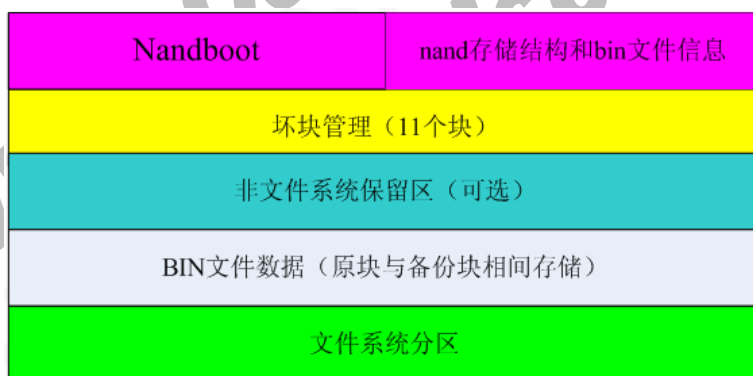 Nandboot
nand存储结构和bin文件信息
坏块管理（11个块）
非文件系统保留区（可选）
BIN文件数据（原块与备份块相间存储）
文件系统分区